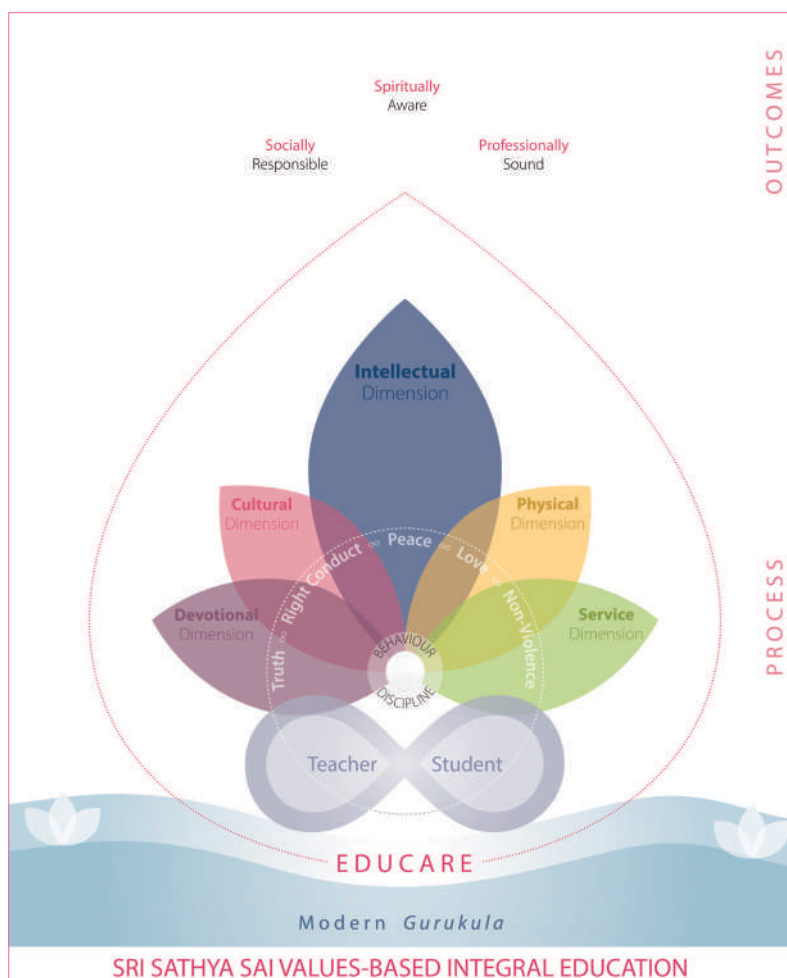 OUTCOMES
Spiritually
Aware
Socially
Responsible
Professionally
Sound
Intellectual
Dimension
Cultural
Dimension
Physical
Dimension
Devotional
Dimension
Service
Dimension
Truth ∞ Right Conduct ∞ Peace ∞ Love ∞ Non-Violence
BEHAVIOUR
DISCIPLINE
PROCESS
Teacher
Student
EDUCARE
Modern Gurukula
SRI SATHYA SAI VALUES-BASED INTEGRAL EDUCATION